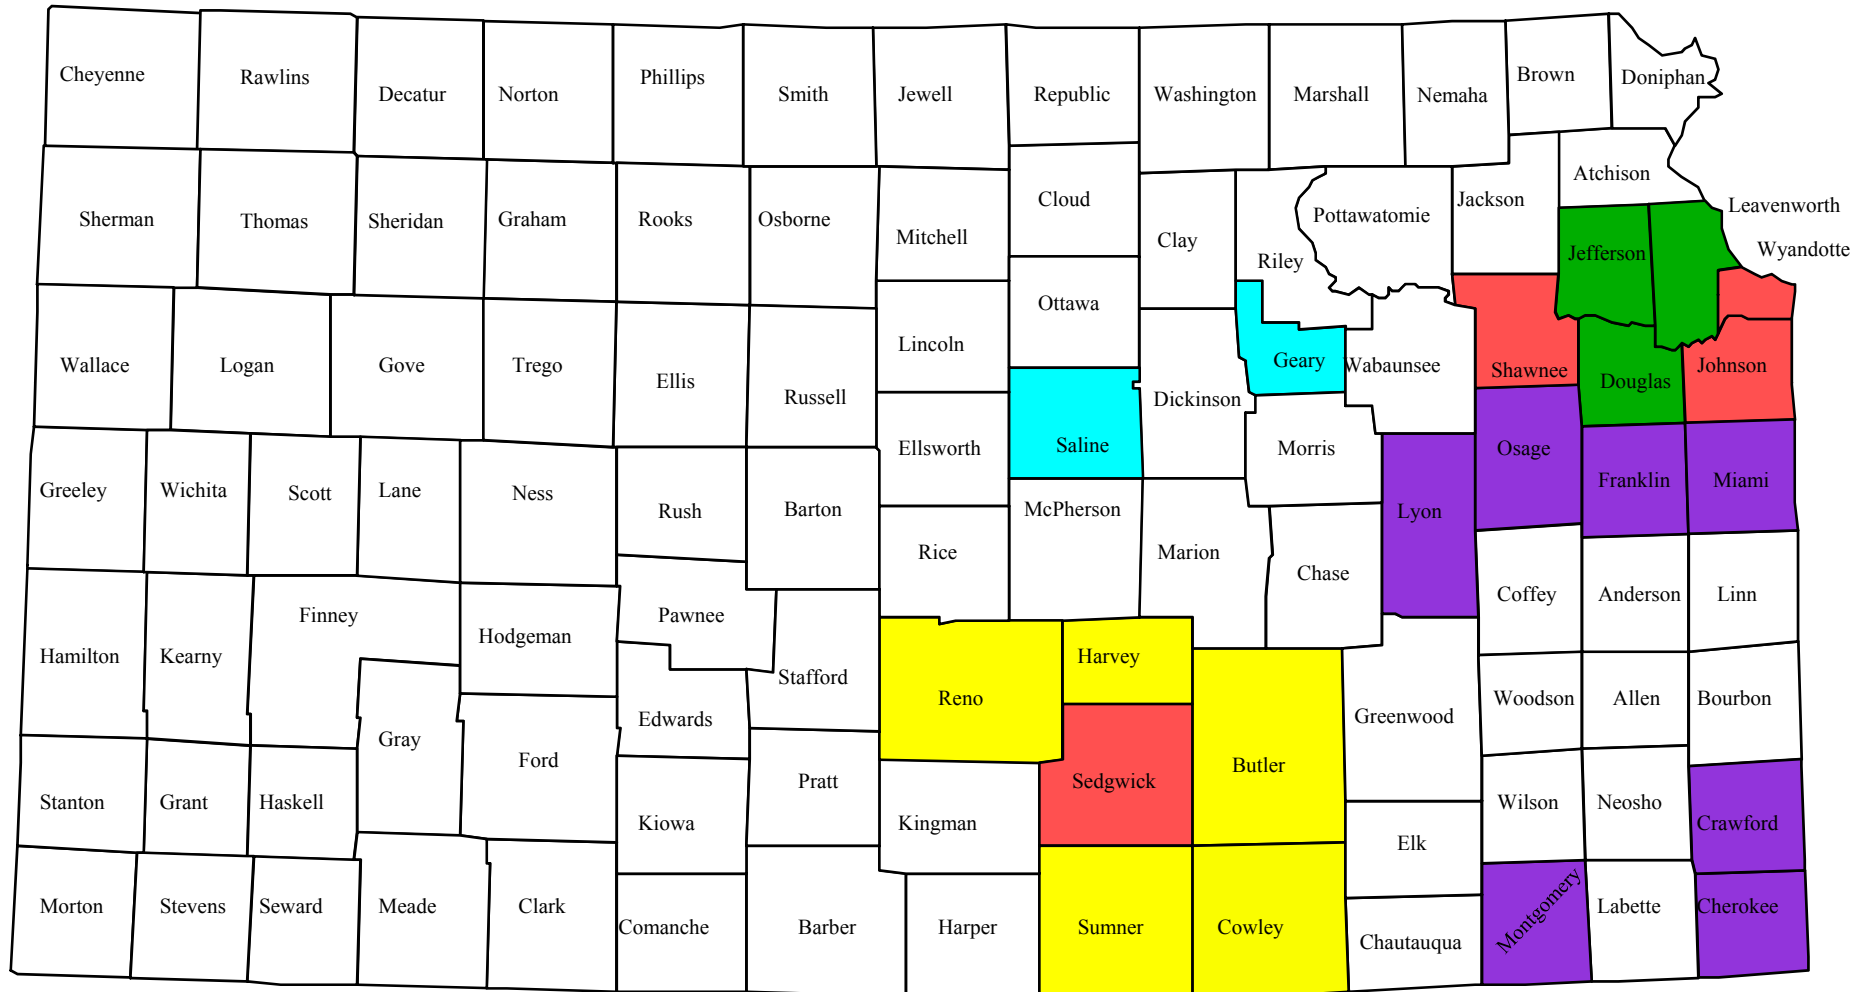 Cheyenne
Rawlins
Decatur
Norton
Phillips
Smith
Jewell
Republic
Washington
Marshall
Nemaha
Brown
Doniphan
Sherman
Thomas
Sheridan
Graham
Rooks
Osborne
Mitchell
Cloud
Clay
Riley
Pottawatomie
Jackson
Atchison
Leavenworth
Jefferson
Wyandotte
Wallace
Logan
Gove
Trego
Ellis
Russell
Lincoln
Ottawa
Dickinson
Geary
Wabaunsee
Shawnee
Douglas
Johnson
Ellsworth
Saline
Morris
Osage
Franklin
Miami
Greeley
Wichita
Scott
Lane
Ness
Rush
Barton
Rice
McPherson
Marion
Chase
Lyon
Coffey
Anderson
Linn
Hamilton
Kearny
Finney
Hodgeman
Pawnee
Stafford
Reno
Harvey
Gray
Ford
Edwards
Greenwood
Woodson
Allen
Bourbon
Stanton
Grant
Haskell
Kiowa
Pratt
Kingman
Sedgwick
Butler
Elk
Wilson
Neosho
Crawford
Morton
Stevens
Seward
Meade
Clark
Comanche
Barber
Harper
Sumner
Cowley
Chautauqua
Montgomery
Labette
Cherokee